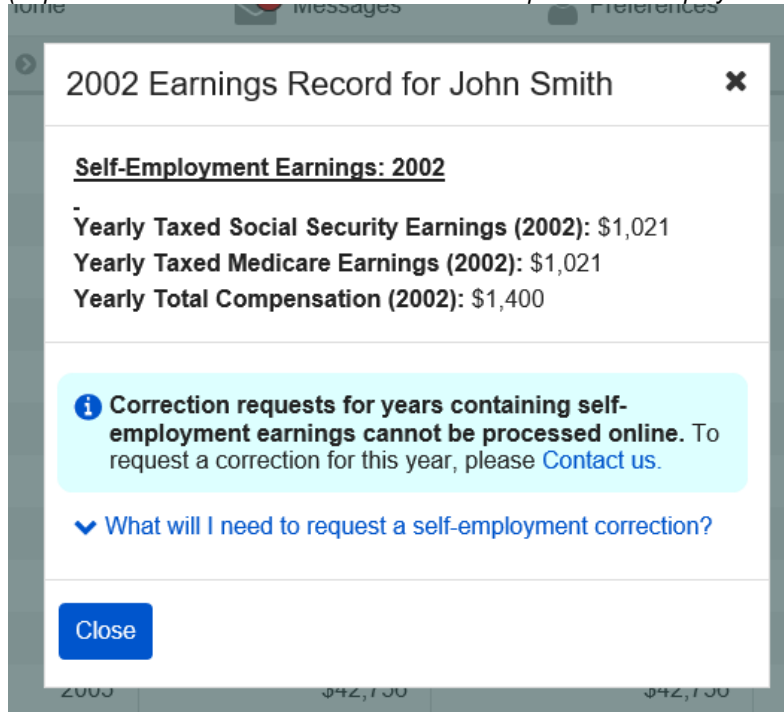 Messages
Preferences
2002 Earnings Record for John Smith
Self-Employment Earnings: 2002
Yearly Taxed Social Security Earnings (2002): $1,021
Yearly Taxed Medicare Earnings (2002): $1,021
Yearly Total Compensation (2002): $1,400
Correction requests for years containing self-
employment earnings cannot be processed online. To
request a correction for this year, please Contact us.
What will I need to request a self-employment correction?
Close